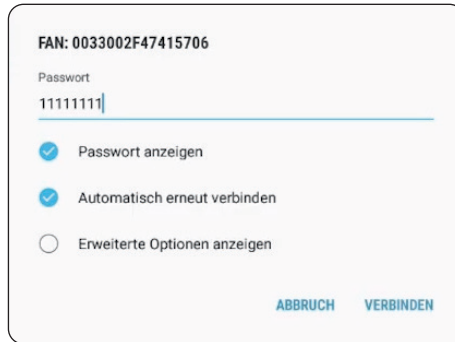 FAN: 0033002F47415706
Passwort
11111111
Passwort anzeigen
Automatisch erneut verbinden
Erweiterte Optionen anzeigen
ABBRUCH VERBINDEN